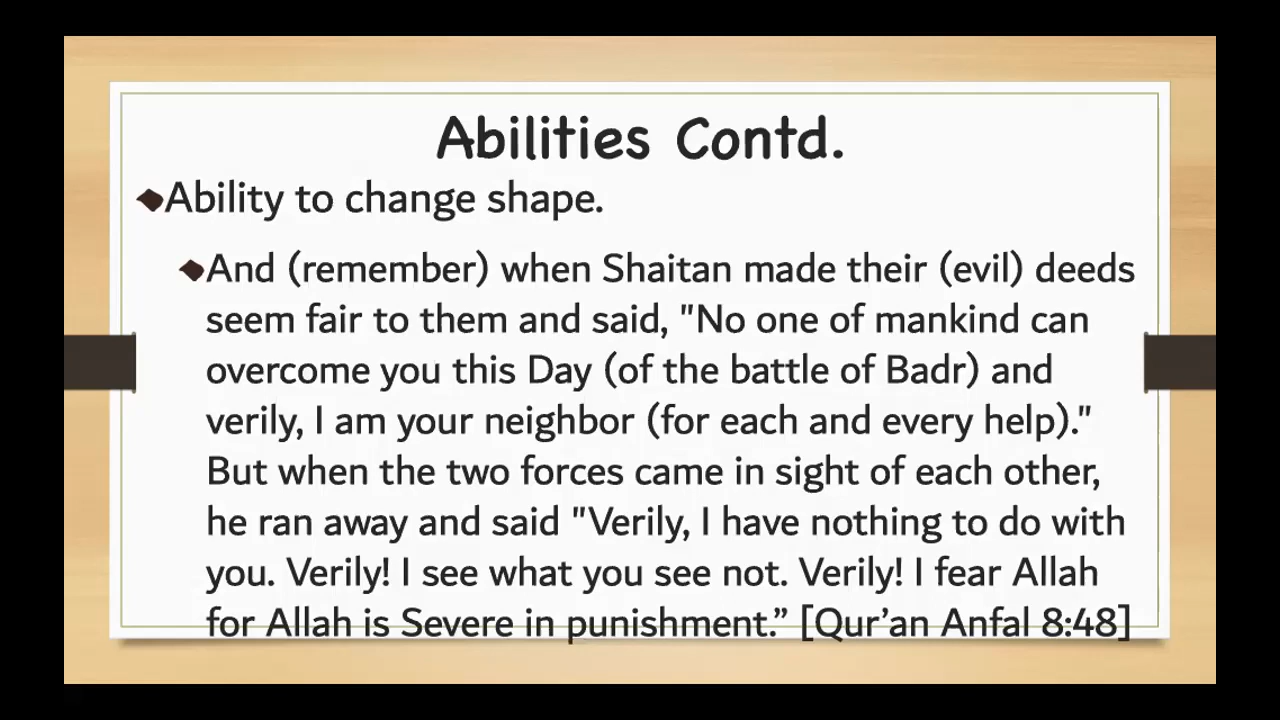 Abilities Contd.
Ability to change shape.
And (remember) when Shaitan made their (evil) deeds
seem fair to them and said, "No one of mankind can
overcome you this Day (of the battle of Badr) and
verily, I am your neighbor (for each and every help)."
But when the two forces came in sight of each other,
he ran away and said "Verily, I have nothing to do with
you. Verily! I see what you see not. Verily! I fear Allah
for Allah is Severe in punishment.” [Qur’an Anfal 8:48]